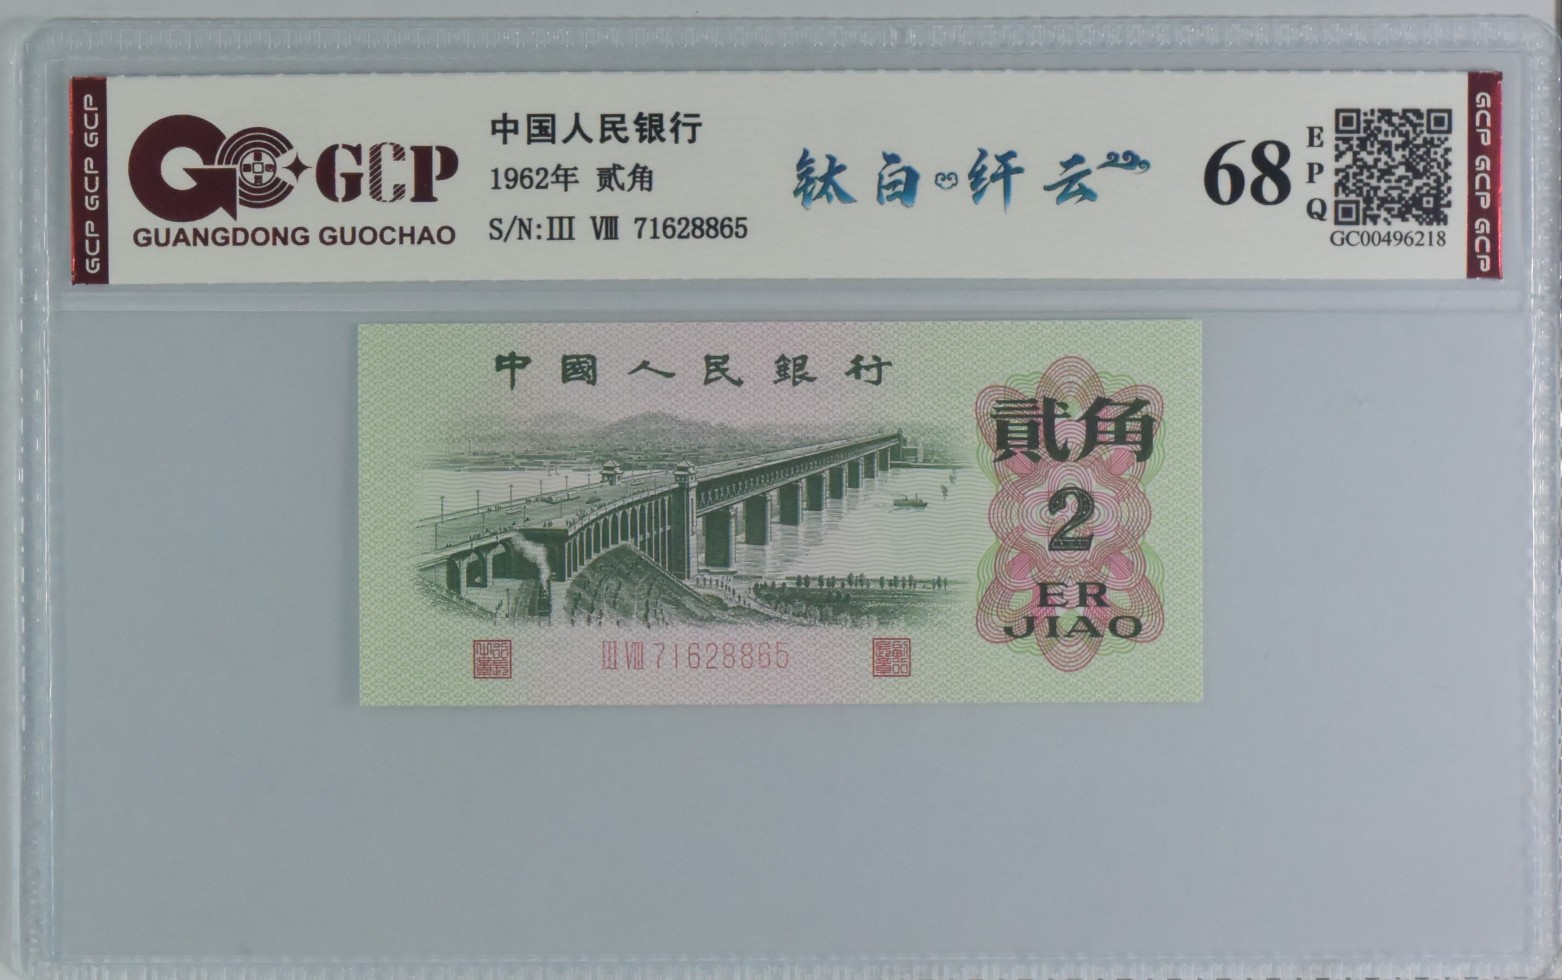 GCP GCP GCP
GCP
GUANGDONG GUOCHAO
中国人民银行
1962年 贰角
S/N:III VIII 71628865
钛白·纤云
68
EPQ
GC00496218
GCP GCP GCP
中國人民銀行
貳角
2
ER
JIAO
III VIII 71628865